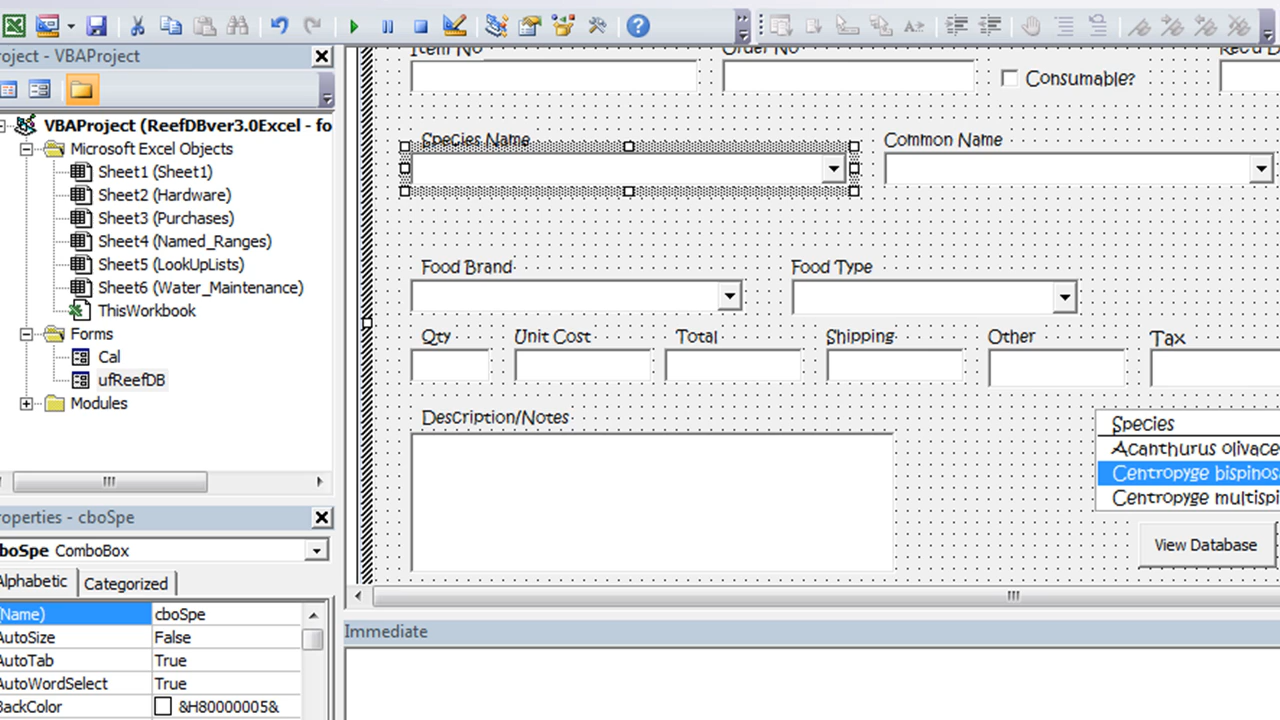 Item No
Order No
Consumable?
roject - VBAProject
VBAProject (ReefDBver3.0Excel - fo
Microsoft Excel Objects
Sheet1 (Sheet1)
Sheet2 (Hardware)
Sheet3 (Purchases)
Sheet4 (Named_Ranges)
Sheet5 (LookUpLists)
Sheet6 (Water_Maintenance)
ThisWorkbook
Forms
Cal
ufReefDB
Modules
Species Name
Common Name
Food Brand
Food Type
Qty
Unit Cost
Total
Shipping
Other
Tax
Description/Notes
Species
Acanthurus olivace
Centropyge bispinos
Centropyge multispi
View Database
roperties - cboSpe
boSpe ComboBox
Alphabetic
Categorized
(Name)
cboSpe
AutoSize
False
AutoTab
True
AutoWordSelect
True
BackColor
&H80000005&
Immediate